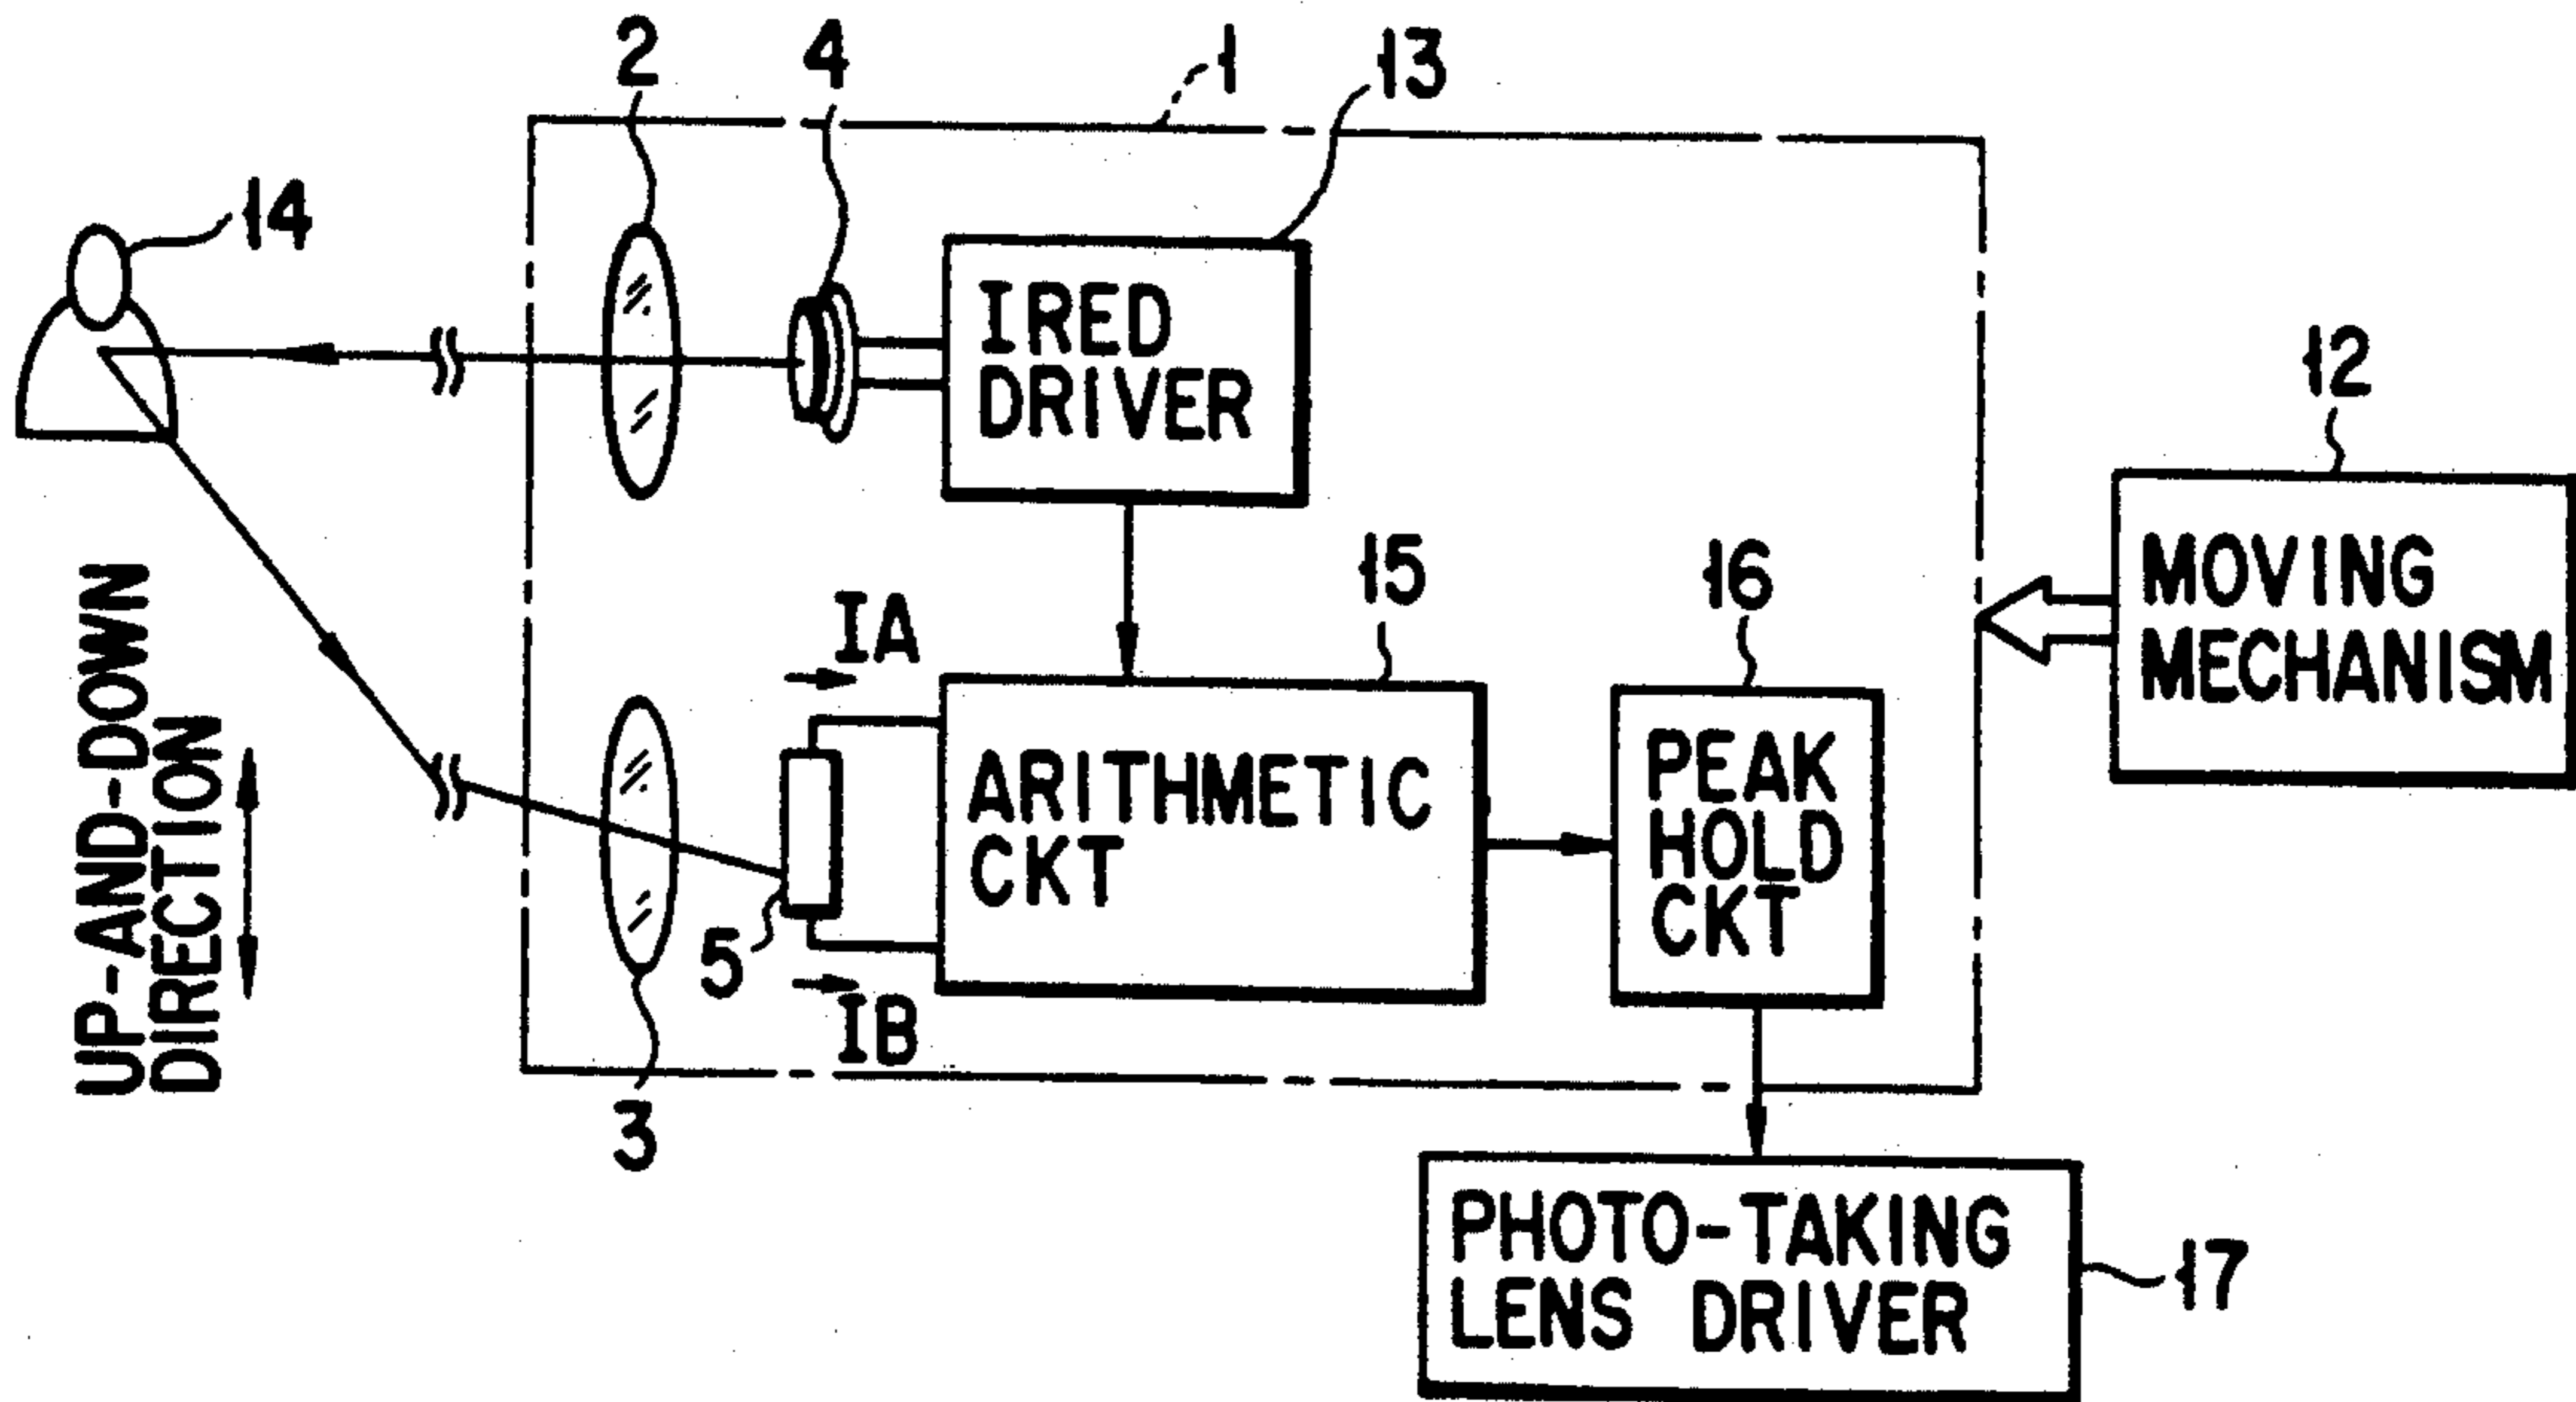 2
4
1
13
14
IRED
DRIVER
12
MOVING
MECHANISM
15
16
IA
ARITHMETIC
CKT
PEAK
HOLD
CKT
UP-AND-DOWN
DIRECTION
5
IB
3
PHOTO-TAKING
LENS DRIVER
17